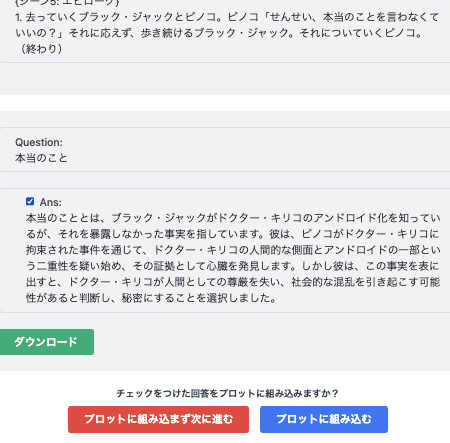 {シーン5: エピローグ}
1. 去っていくブラック・ジャックとピノコ。ピノコ「せんせい、本当のことを言わなくて
いいの？」それに応えず、歩き続けるブラック・ジャック。それについていくピノコ。
（終わり）
Question:
本当のこと
Ans:
本当のこととは、ブラック・ジャックがドクター・キリコのアンドロイド化を知ってい
るが、それを暴露しなかった事実を指しています。彼は、ピノコがドクター・キリコに
拘束された事件を通じて、ドクター・キリコの人間的な側面とアンドロイドの一部とい
う二重性を疑い始め、その証拠として心臓を発見します。しかし彼は、この事実を表に
出すと、ドクター・キリコが人間としての尊厳を失い、社会的な混乱を引き起こす可能
性があると判断し、秘密にすることを選択しました。
ダウンロード
チェックをつけた回答をプロットに組み込みますか？
プロットに組み込まず次に進む
プロットに組み込む